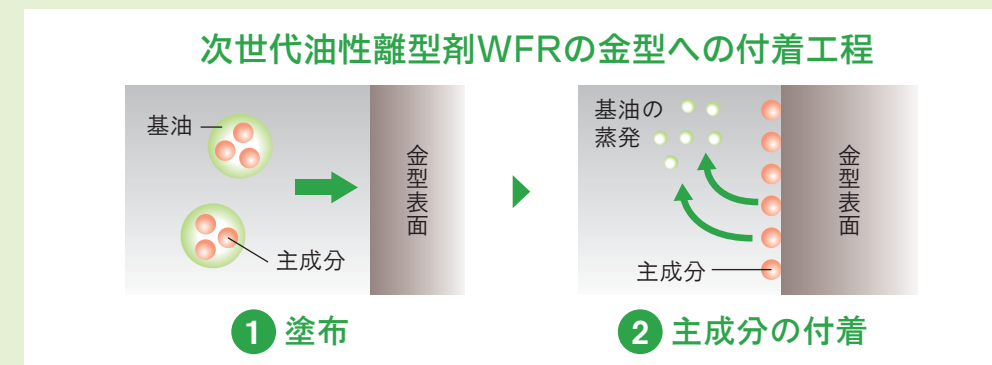 次世代油性離型剤WFRの金型への付着工程
基油
主成分
金型表面
1 塗布
基油の
蒸発
主成分
金型表面
2 主成分の付着